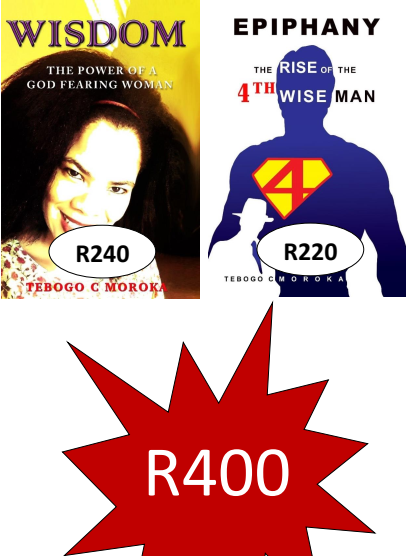 WISDOM
THE POWER OF A
GOD FEARING WOMAN
R240
TEBOGO C MOROKA
EPIPHANY
THE RISE OF THE
4TH WISE MAN
4
R220
TEBOGO C MOROKA
R400